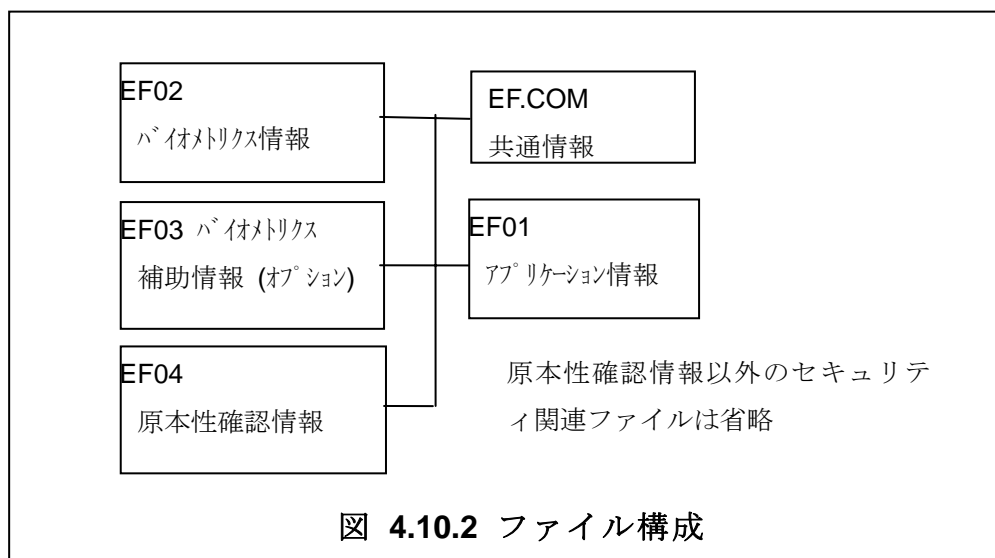 EF02
ﾊﾞｲｵﾒﾄﾘｸｽ情報
EF.COM
共通情報
EF03 ﾊﾞｲｵﾒﾄﾘｸｽ
補助情報 (ｵﾌﾟｼｮﾝ)
EF01
ｱﾌﾟﾘｹｰｼｮﾝ情報
EF04
原本性確認情報
原本性確認情報以外のセキュリテ
ィ関連ファイルは省略
図 4.10.2 ファイル構成